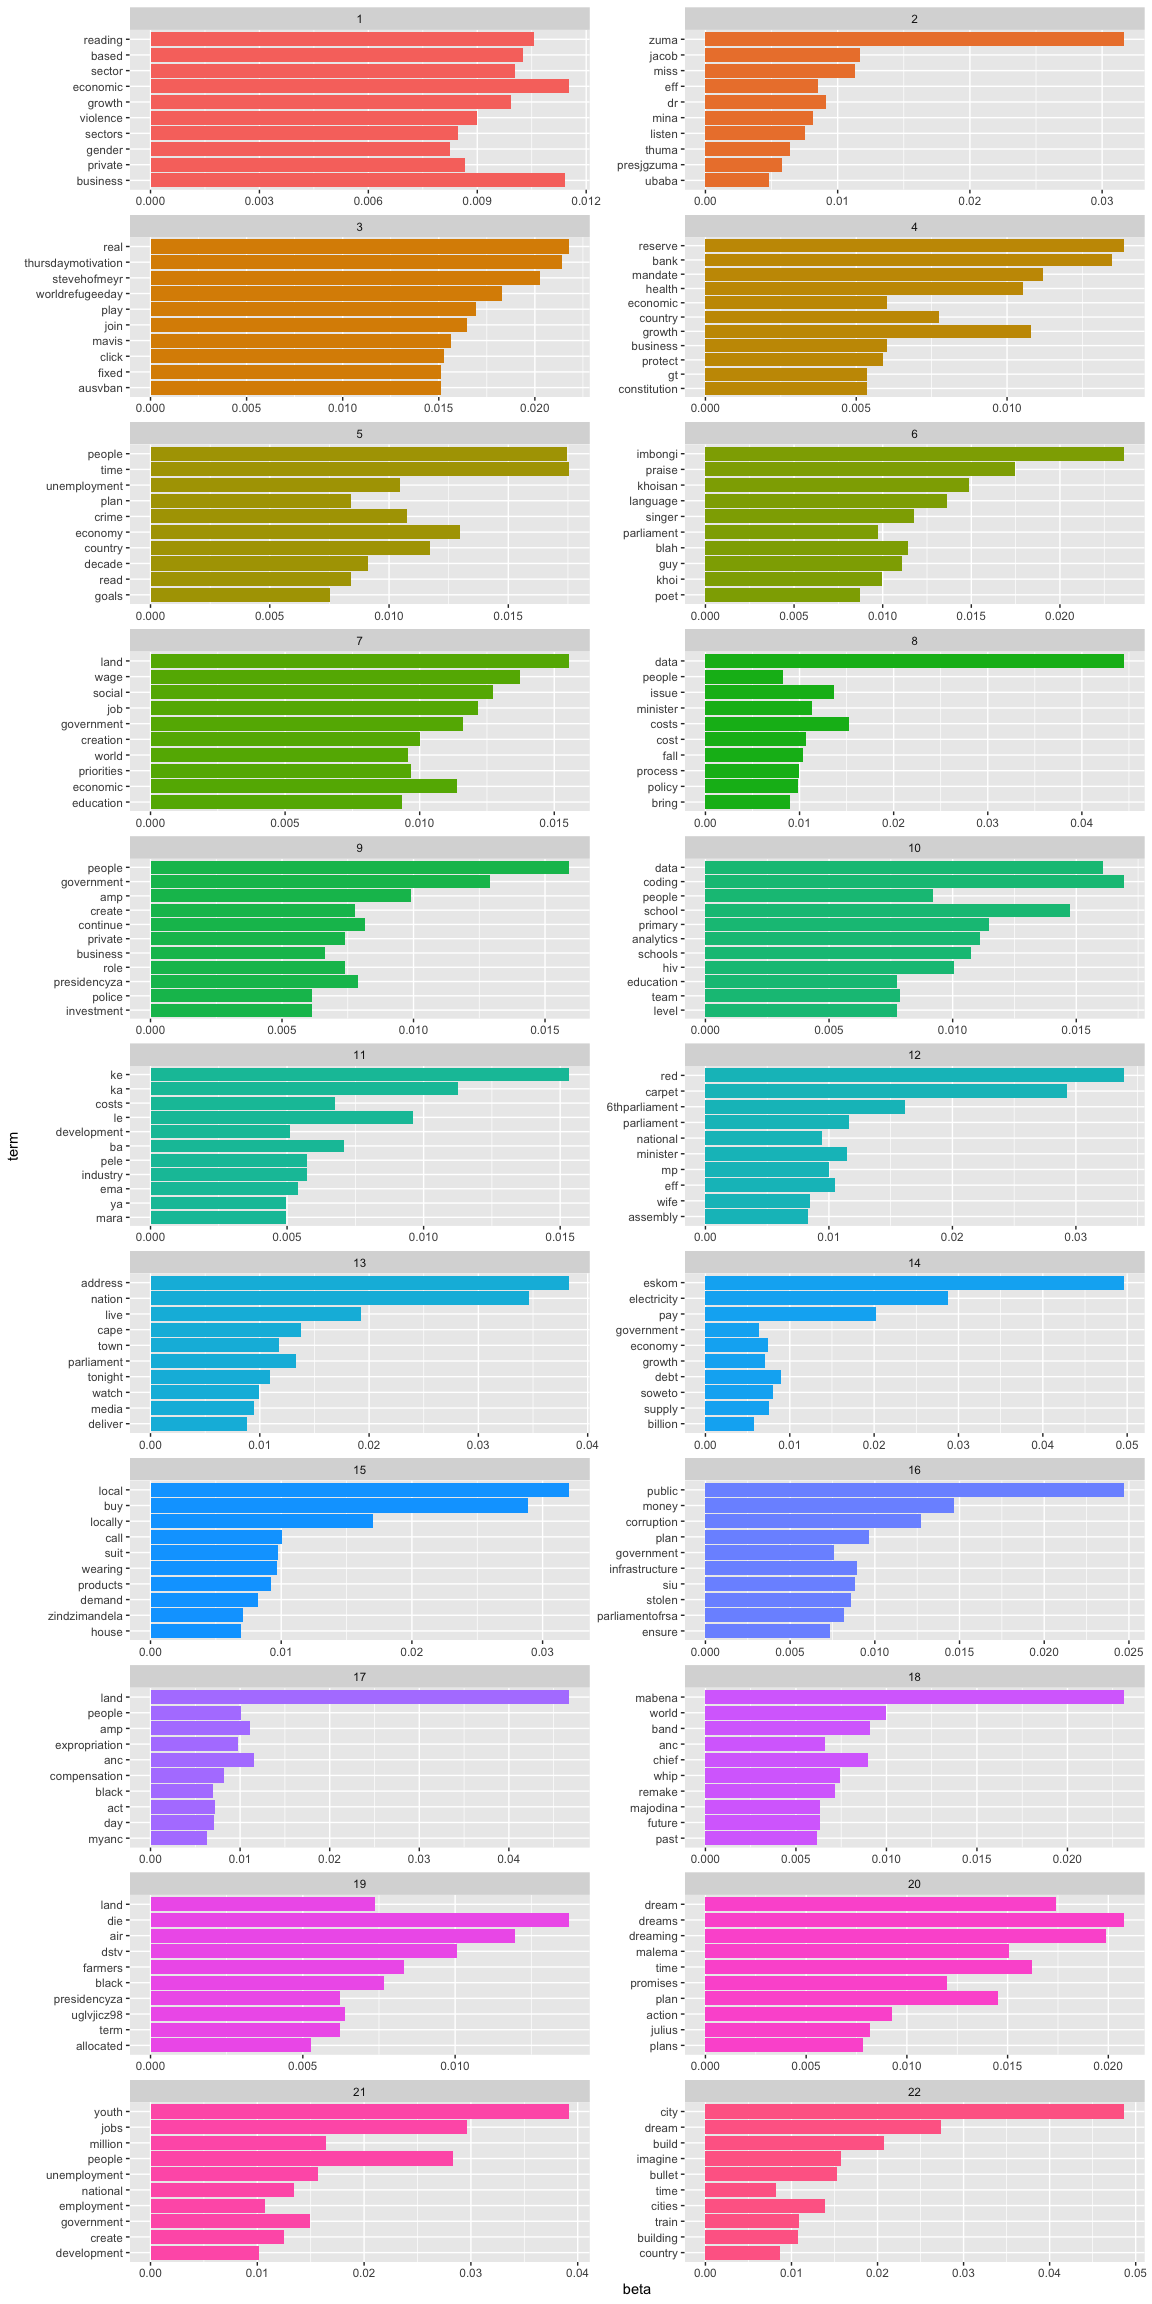 1
reading
based
sector
economic
growth
violence
sectors
gender
private
business
0.000 0.003 0.006 0.009 0.012
2
zuma
jacob
miss
eff
dr
mina
listen
thuma
presjgzuma
ubaba
0.00 0.01 0.02 0.03
3
real
thursdaymotivation
stevehofmeyr
worldrefugeeday
play
join
mavis
click
fixed
ausvban
0.000 0.005 0.010 0.015 0.020
4
reserve
bank
mandate
health
economic
country
growth
business
protect
gt
constitution
0.000 0.005 0.010
5
people
time
unemployment
plan
crime
economy
country
decade
read
goals
0.000 0.005 0.010 0.015
6
imbongi
praise
khoisan
language
singer
parliament
blah
guy
khoi
poet
0.000 0.005 0.010 0.015 0.020
7
land
wage
social
job
government
creation
world
priorities
economic
education
0.000 0.005 0.010 0.015
8
data
people
issue
minister
costs
cost
fall
process
policy
bring
0.00 0.01 0.02 0.03 0.04
9
people
government
amp
create
continue
private
business
role
presidencyza
police
investment
0.000 0.005 0.010 0.015
10
data
coding
people
school
primary
analytics
schools
hiv
education
team
level
0.000 0.005 0.010 0.015
11
ke
ka
costs
le
development
ba
pele
industry
ema
ya
mara
0.000 0.005 0.010 0.015
12
red
carpet
6thparliament
parliament
national
minister
mp
eff
wife
assembly
0.00 0.01 0.02 0.03
term
13
address
nation
live
cape
town
parliament
tonight
watch
media
deliver
0.00 0.01 0.02 0.03 0.04
14
eskom
electricity
pay
government
economy
growth
debt
soweto
supply
billion
0.00 0.01 0.02 0.03 0.04 0.05
15
local
buy
locally
call
suit
wearing
products
demand
zindzimandela
house
0.00 0.01 0.02 0.03
16
public
money
corruption
plan
government
infrastructure
siu
stolen
parliamentofrsa
ensure
0.000 0.005 0.010 0.015 0.020 0.025
17
land
people
amp
expropriation
anc
compensation
black
act
day
myanc
0.00 0.01 0.02 0.03 0.04
18
mabena
world
band
anc
chief
whip
remake
majodina
future
past
0.000 0.005 0.010 0.015 0.020
19
land
die
air
dstv
farmers
black
presidencyza
uglvjicz98
term
allocated
0.000 0.005 0.010
20
dream
dreams
dreaming
malema
time
promises
plan
action
julius
plans
0.000 0.005 0.010 0.015 0.020
21
youth
jobs
million
people
unemployment
national
employment
government
create
development
0.00 0.01 0.02 0.03 0.04
22
city
dream
build
imagine
bullet
time
cities
train
building
country
0.00 0.01 0.02 0.03 0.04 0.05
beta